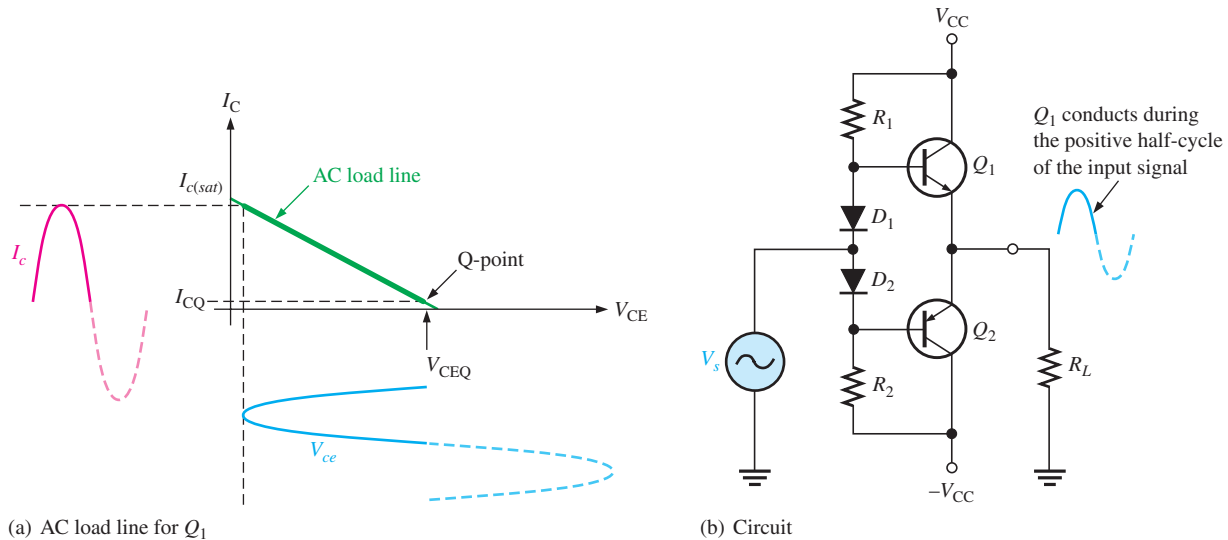 I_C
I_c(sat)
AC load line
I_c
Q-point
I_CQ
V_CE
V_CEQ
V_ce
(a) AC load line for Q_1
V_CC
R_1
Q_1
Q_1 conducts during
the positive half-cycle
of the input signal
D_1
D_2
Q_2
V_s
R_2
R_L
–V_CC
(b) Circuit